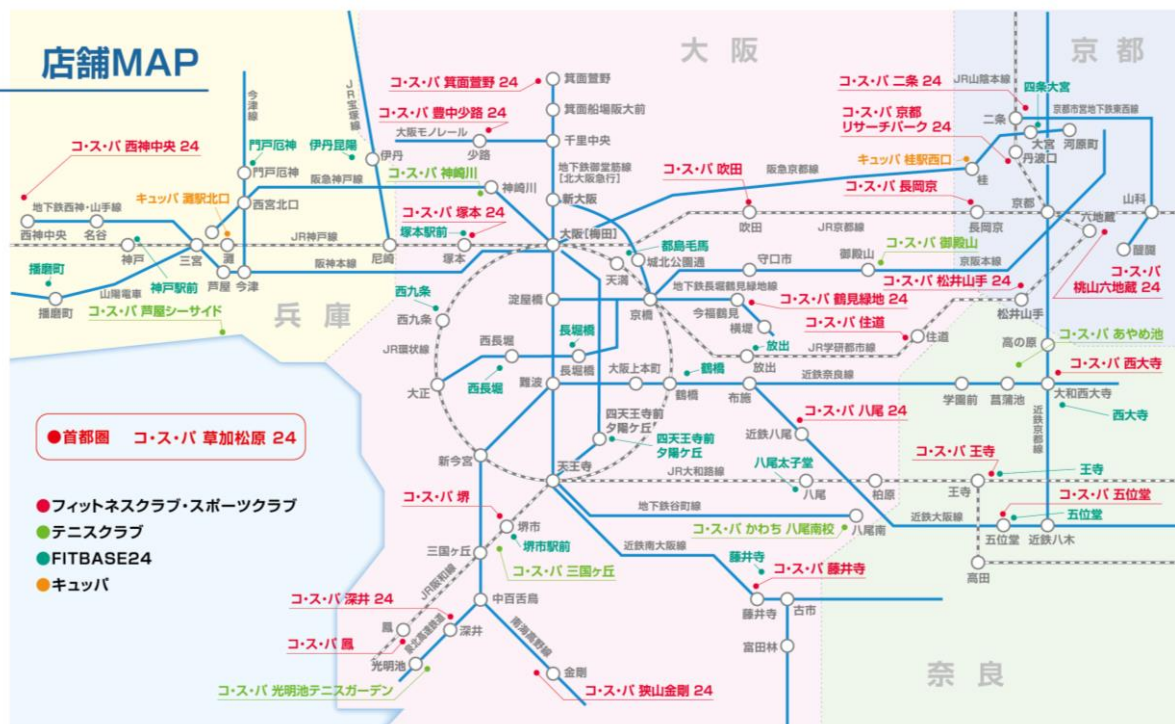 店舗MAP
大阪
京都
兵庫
奈良
コ・ス・パ 箕面萱野 24
箕面萱野
箕面船場阪大前
コ・ス・パ 豊中少路 24
大阪モノレール
少路
千里中央
地下鉄御堂筋線
[北大阪急行]
今津線
JR宝塚線
コ・ス・パ 西神中央 24
門戸厄神
伊丹昆陽
門戸厄神
伊丹
コ・ス・パ 神崎川
神崎川
新大阪
キュッパ 灘駅北口
西宮北口
阪急神戸線
地下鉄西神・山手線
西神中央
名谷
コ・ス・パ 塚本 24
塚本駅前
塚本
大阪[梅田]
JR神戸線
神戸
三宮
灘
尼崎
神戸駅前
芦屋
今津
阪神本線
播磨町
播磨町
山陽電車
コ・ス・パ 芦屋シーサイド
コ・ス・パ 二条 24
JR山陰本線
四条大宮
京都市営地下鉄東西線
コ・ス・パ 京都
リサーチパーク 24
二条
大宮
河原町
丹波口
キュッパ 桂駅西口
桂
阪急京都線
コ・ス・パ 吹田
コ・ス・パ 長岡京
吹田
JR京都線
長岡京
京都
六地蔵
山科
醍醐
コ・ス・パ
桃山六地蔵 24
都島毛馬
城北公園通
天満
守口市
御殿山
コ・ス・パ 御殿山
京阪本線
地下鉄長堀鶴見緑地線
コ・ス・パ 松井山手 24
松井山手
コ・ス・パ 鶴見緑地 24
今福鶴見
横堤
京橋
淀屋橋
コ・ス・パ 住道
住道
西九条
西九条
JR環状線
西長堀
長堀橋
長堀橋
西長堀
放出
放出
JR学研都市線
高の原
コ・ス・パ あやめ池
大正
難波
大阪上本町
鶴橋
鶴橋
布施
近鉄奈良線
学園前
菖蒲池
大和西大寺
コ・ス・パ 西大寺
西大寺
近鉄京都線
コ・ス・パ 八尾 24
近鉄八尾
四天王寺前
夕陽ケ丘
四天王寺前
夕陽ケ丘
新今宮
天王寺
八尾太子堂
八尾
JR大和路線
柏原
コ・ス・パ 王寺
王寺
王寺
コ・ス・パ 五位堂
五位堂
五位堂
近鉄大阪線
近鉄八木
高田
地下鉄谷町線
八尾南
コ・ス・パ かわち 八尾南校
コ・ス・パ 堺
堺市
堺市駅前
三国ヶ丘
コ・ス・パ 三国ヶ丘
JR阪和線
近鉄南大阪線
藤井寺
コ・ス・パ 藤井寺
藤井寺
古市
富田林
中百舌鳥
コ・ス・パ 深井 24
深井
泉北高速鉄道
南海高野線
鳳
コ・ス・パ 鳳
光明池
コ・ス・パ 光明池テニスガーデン
金剛
コ・ス・パ 狭山金剛 24
●首都圏 コ・ス・パ 草加松原 24
●フィットネスクラブ・スポーツクラブ
●テニスクラブ
●FITBASE24
●キュッパ